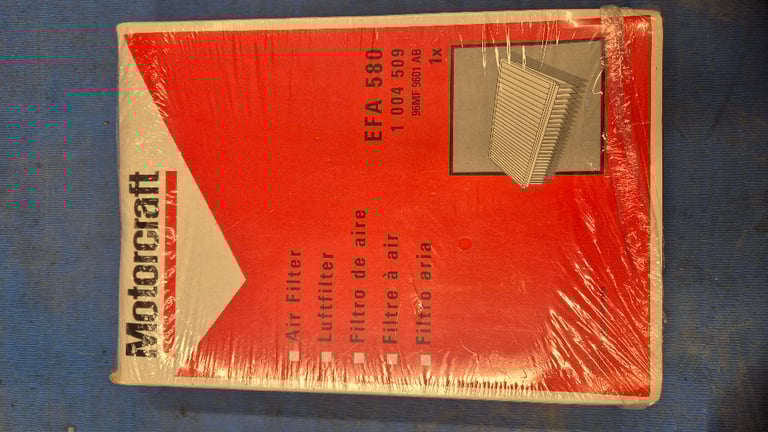 Motorcraft
EFA 580
1 004 509
96MF 9601 AB
1x
Air Filter
Luftfilter
Filtro de aire
Filtre à air
Filtro aria